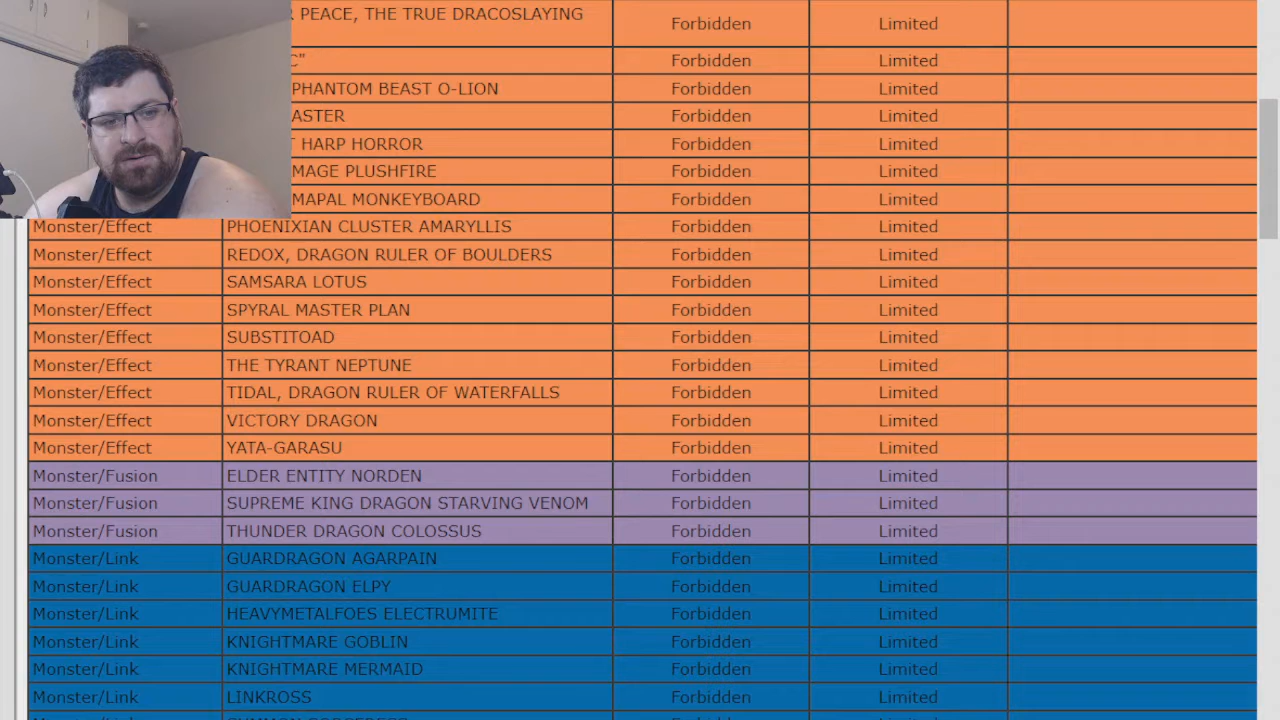 PEACE, THE TRUE DRACOSLAYING Forbidden Limited
C" Forbidden Limited
PHANTOM BEAST O-LION Forbidden Limited
ASTER Forbidden Limited
T HARP HORROR Forbidden Limited
MAGE PLUSHFIRE Forbidden Limited
MAPAL MONKEYBOARD Forbidden Limited
Monster/Effect PHOENIXIAN CLUSTER AMARYLLIS Forbidden Limited
Monster/Effect REDOX, DRAGON RULER OF BOULDERS Forbidden Limited
Monster/Effect SAMSARA LOTUS Forbidden Limited
Monster/Effect SPYRAL MASTER PLAN Forbidden Limited
Monster/Effect SUBSTITOAD Forbidden Limited
Monster/Effect THE TYRANT NEPTUNE Forbidden Limited
Monster/Effect TIDAL, DRAGON RULER OF WATERFALLS Forbidden Limited
Monster/Effect VICTORY DRAGON Forbidden Limited
Monster/Effect YATA-GARASU Forbidden Limited
Monster/Fusion ELDER ENTITY NORDEN Forbidden Limited
Monster/Fusion SUPREME KING DRAGON STARVING VENOM Forbidden Limited
Monster/Fusion THUNDER DRAGON COLOSSUS Forbidden Limited
Monster/Link GUARDRAGON AGARPAIN Forbidden Limited
Monster/Link GUARDRAGON ELPY Forbidden Limited
Monster/Link HEAVYMETALFOES ELECTRUMITE Forbidden Limited
Monster/Link KNIGHTMARE GOBLIN Forbidden Limited
Monster/Link KNIGHTMARE MERMAID Forbidden Limited
Monster/Link LINKROSS Forbidden Limited